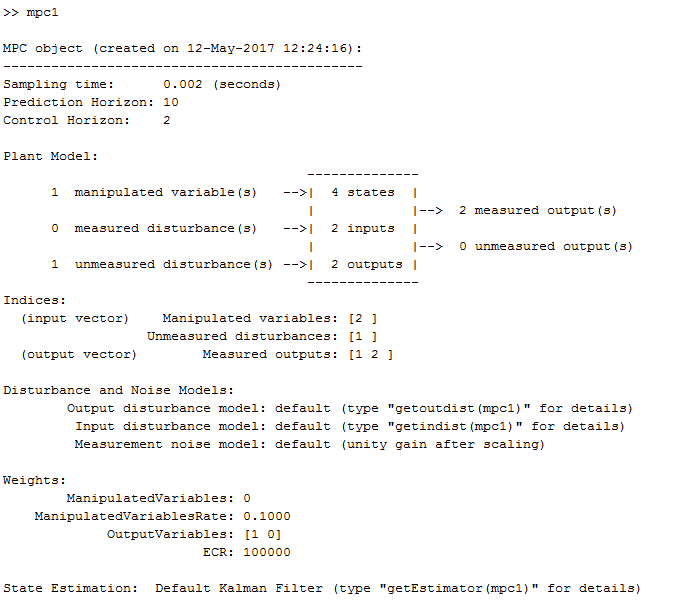 >> mpc1

MPC object (created on 12-May-2017 12:24:16):
---------------------------------------------
Sampling time:      0.002 (seconds)
Prediction Horizon: 10
Control Horizon:    2

Plant Model:
                                      --------------
      1  manipulated variable(s)   -->|  4 states  |
                                      |            |-->  2 measured output(s)
      0  measured disturbance(s)   -->|  2 inputs  |
                                      |            |-->  0 unmeasured output(s)
      1  unmeasured disturbance(s) -->|  2 outputs |
                                      --------------
Indices:
  (input vector)    Manipulated variables: [2 ]
                  Unmeasured disturbances: [1 ]
  (output vector)        Measured outputs: [1 2 ]

Disturbance and Noise Models:
        Output disturbance model: default (type "getoutdist(mpc1)" for details)
         Input disturbance model: default (type "getindist(mpc1)" for details)
         Measurement noise model: default (unity gain after scaling)

Weights:
        ManipulatedVariables: 0
    ManipulatedVariablesRate: 0.1000
             OutputVariables: [1 0]
                         ECR: 100000

State Estimation:  Default Kalman Filter (type "getEstimator(mpc1)" for details)